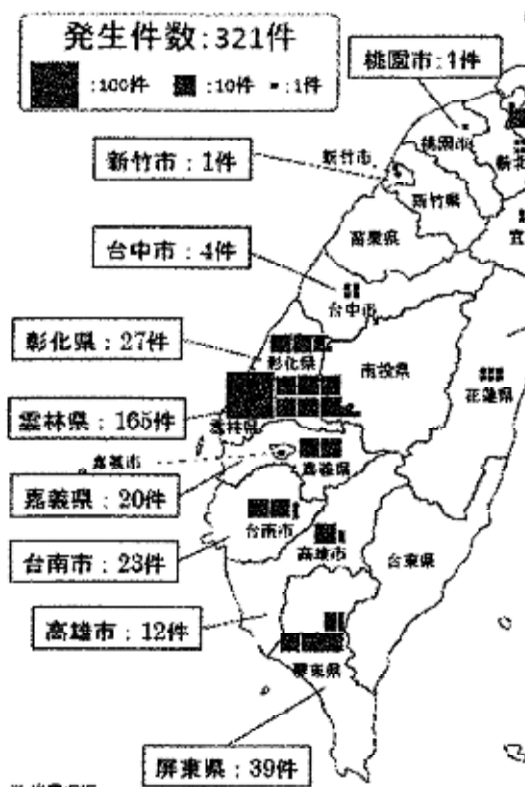 発生件数:321件
:100件 :10件 :1件
桃園市:1件
新竹市:1件
新竹市
桃園市
新北
新竹県
苗栗県
宜
台中市:4件
台中市
彰化県:27件
彰化県
南投県
花蓮県
雲林県:165件
雲林県
嘉義市
嘉義県
嘉義県:20件
台南市
台南市:23件
高雄市
台東県
高雄市:12件
屏東県
屏東県:39件